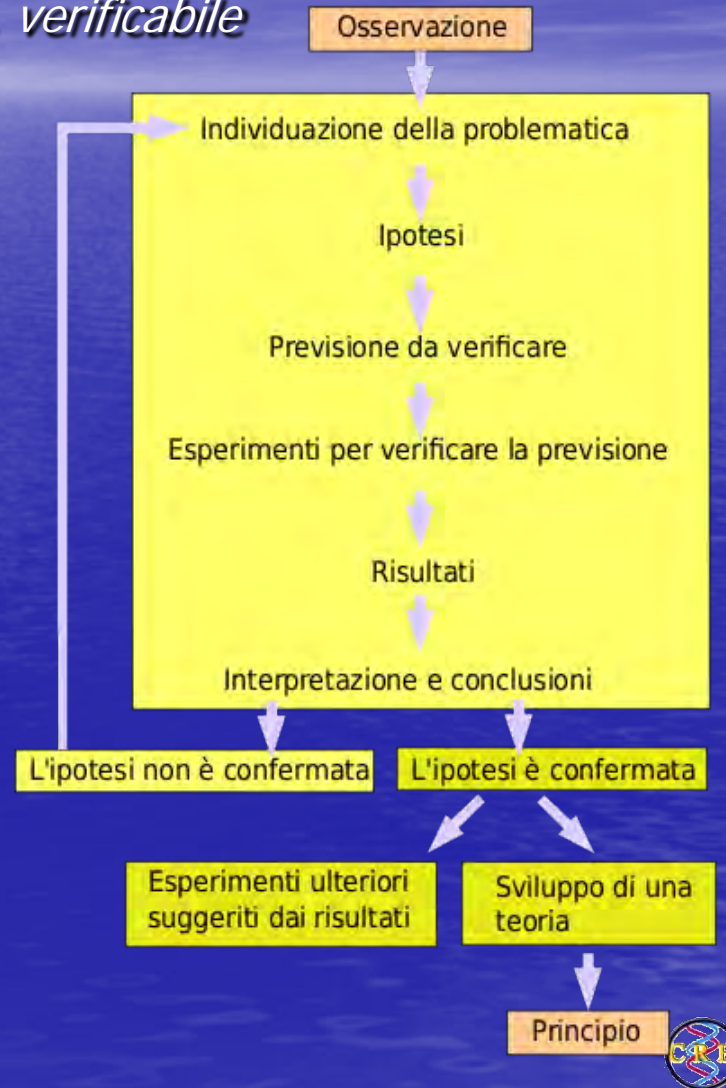 verificabile
Osservazione
Individuazione della problematica
Ipotesi
Previsione da verificare
Esperimenti per verificare la previsione
Risultati
Interpretazione e conclusioni
L'ipotesi non è confermata
L'ipotesi è confermata
Esperimenti ulteriori
suggeriti dai risultati
Sviluppo di una
teoria
Principio